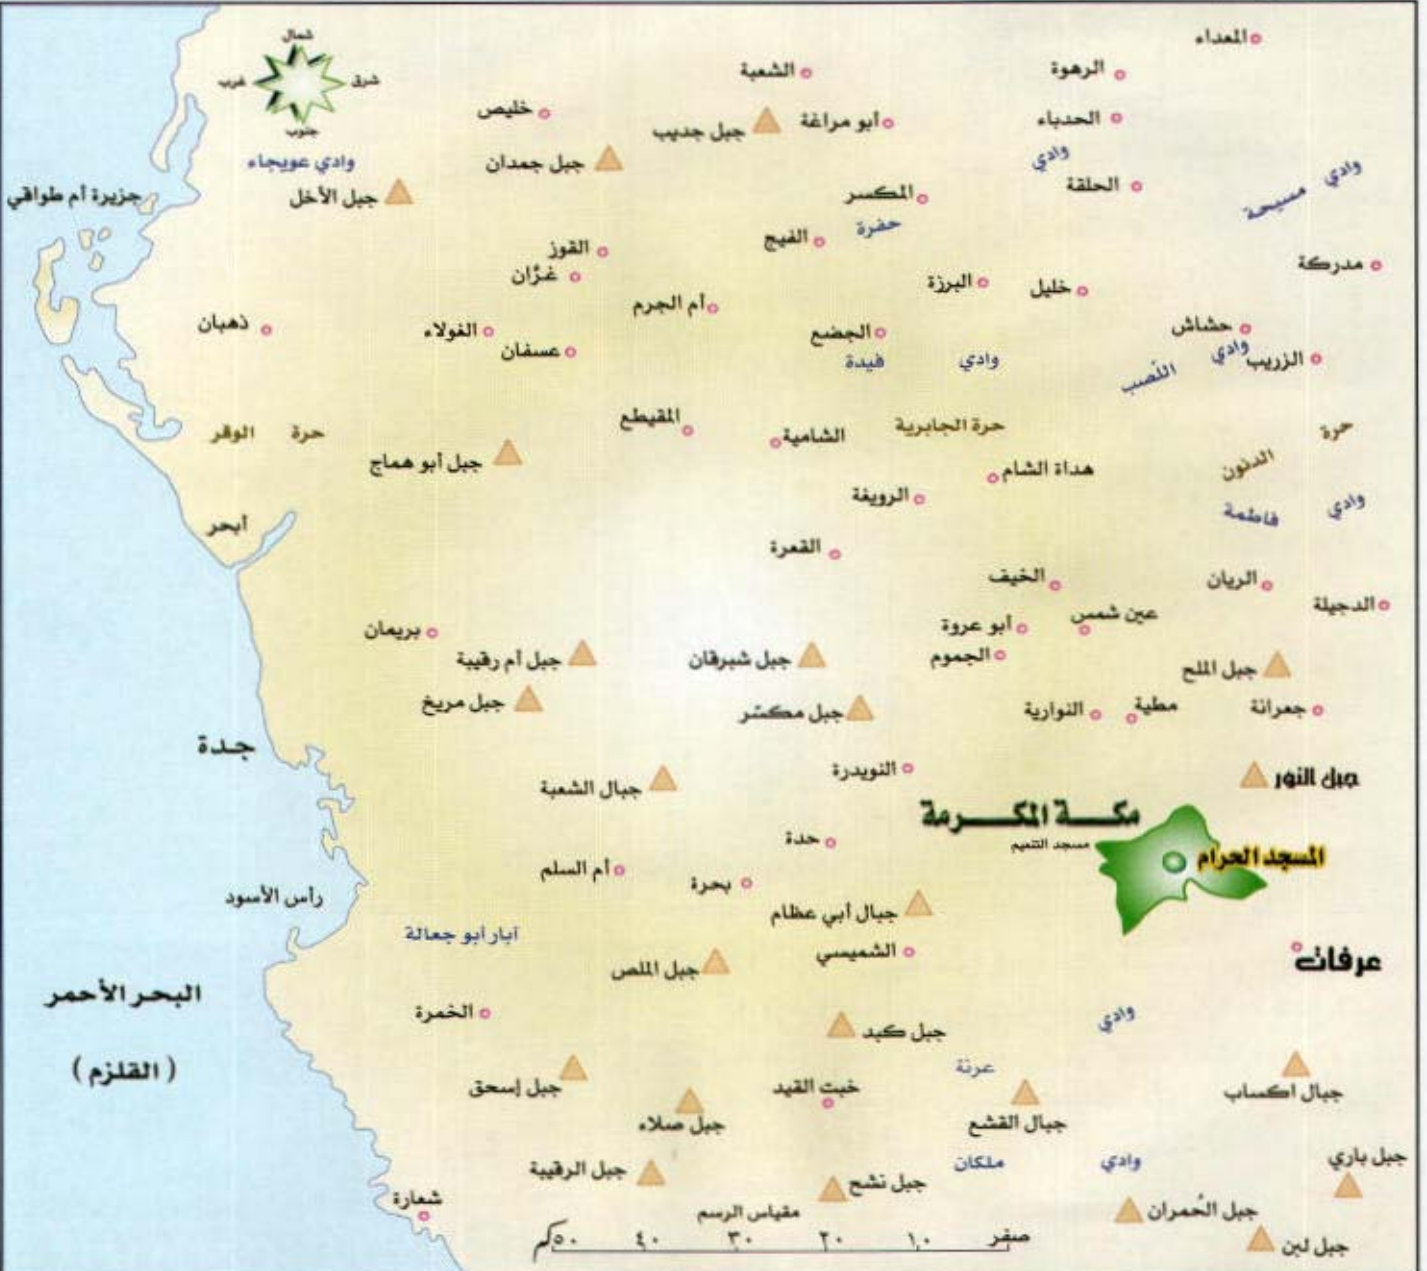 المعداء
شمال
الشعبة
الرهوة
شرق
غرب
خليص
أبو مراغة
الحدباء
جبل جديب
جنوب
وادي عويجاء
جبل جمدان
وادي
الحلقة
وادي مسيحة
جبل الأخل
جزيرة أم طواقي
المكسر
حفرة
الفيج
القوز
مدركة
غرّان
البرزة
خليل
أم الجرم
ذهبان
الغولاء
الجضع
حشاش
عسفان
وادي فيدة
وادي اللّصب
الزريب
المقيطع
الشامية
حرة الجابرية
حرة الوقر
حرة الدنون
جبل أبو هماج
هداة الشام
الرويغة
وادي فاطمة
أبحر
القعرة
الخيف
الريان
الدجيلة
بريمان
أبو عروة
عين شمس
جبل أم رقيبة
جبل شبرقان
الجموم
جبل الملح
جبل مريخ
جبل مكسّر
النوارية
مطية
جعرانة
جدة
جبال الشعبة
النويدرة
جبل النور
مكة المكرمة
حدة
مسجد التنعيم
المسجد الحرام
أم السلم
بحرة
رأس الأسود
جبال أبي عظام
آبار أبو جعالة
الشميسي
عرفات
جبل الملص
البحر الأحمر
الخمرة
جبل كبد
وادي
عرنة
(القلزم)
جبل إسحق
خبت القيد
جبال اكساب
جبل صلاء
جبال القشع
جبل الرقيبة
وادي ملكان
جبل باري
شعارة
جبل نشح
مقياس الرسم
جبل الحُمران
صفر ١٠ ٢٠ ٣٠ ٤٠ ٥٠كم
جبل لبن